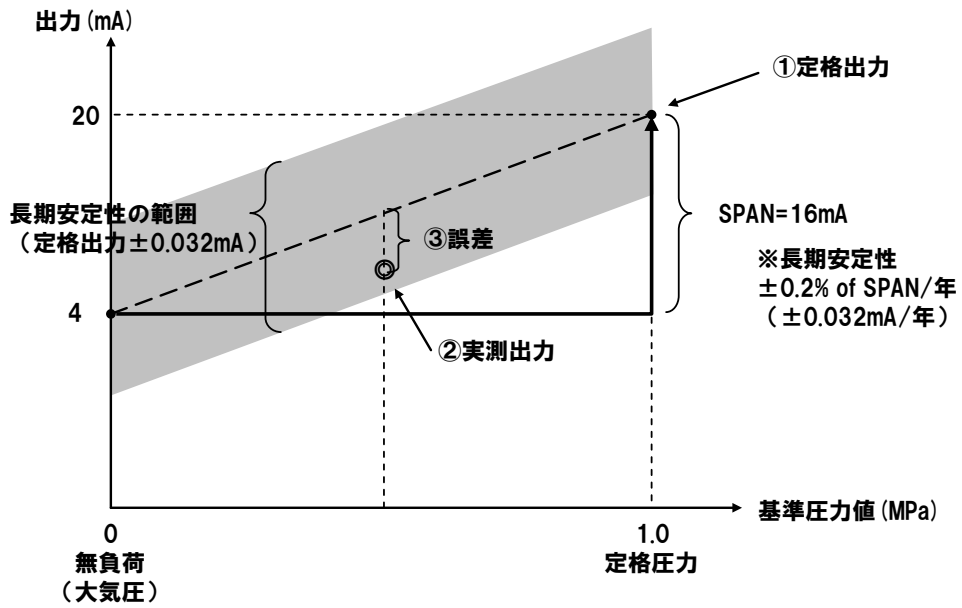 出力(mA)
①定格出力
20
長期安定性の範囲
(定格出力±0.032mA)
③誤差
SPAN=16mA
※長期安定性
±0.2% of SPAN/年
(±0.032mA/年)
4
②実測出力
基準圧力値(MPa)
0
無負荷
(大気圧)
1.0
定格圧力